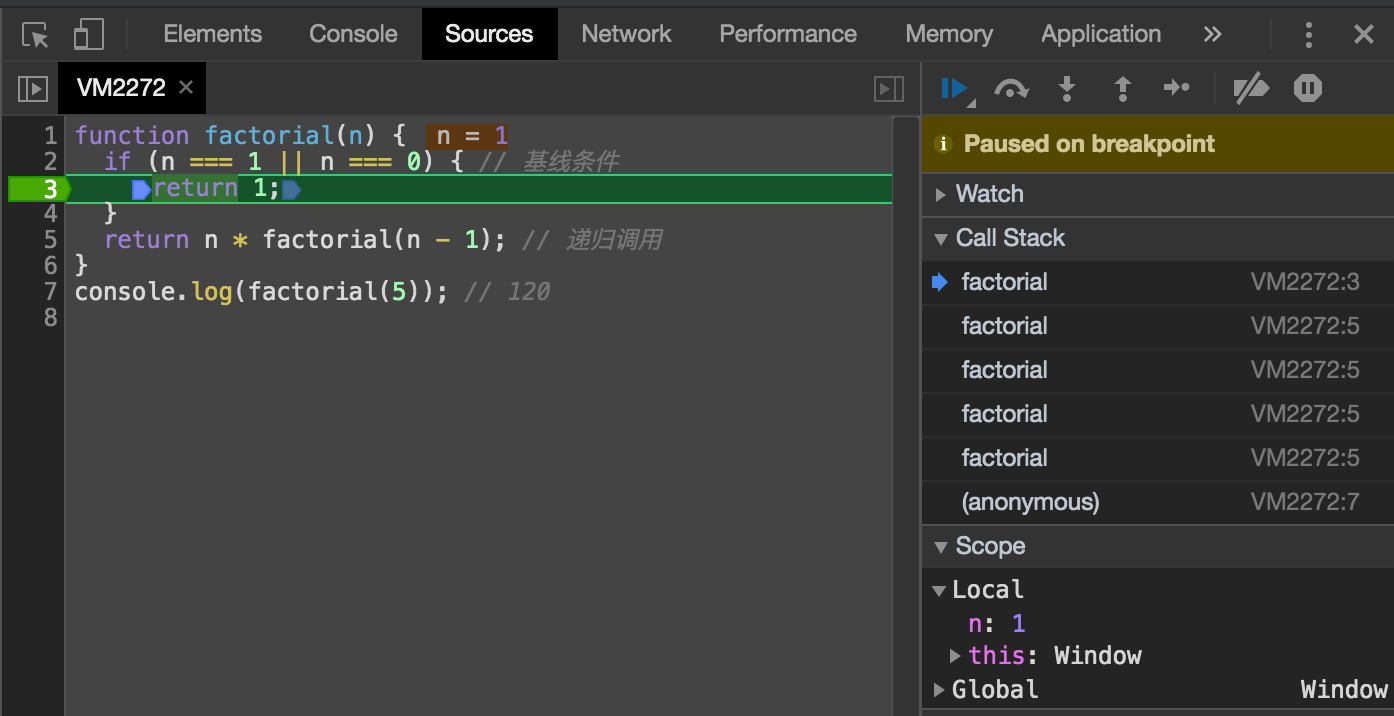 Elements Console Sources Network Performance Memory Application
VM2272
1 function factorial(n) { n = 1
2 if (n === 1 || n === 0) { // 基线条件
3 return 1;
4 }
5 return n * factorial(n - 1); // 递归调用
6 }
7 console.log(factorial(5)); // 120
8
Paused on breakpoint
Watch
Call Stack
factorial VM2272:3
factorial VM2272:5
factorial VM2272:5
factorial VM2272:5
factorial VM2272:5
(anonymous) VM2272:7
Scope
Local
n: 1
this: Window
Global Window